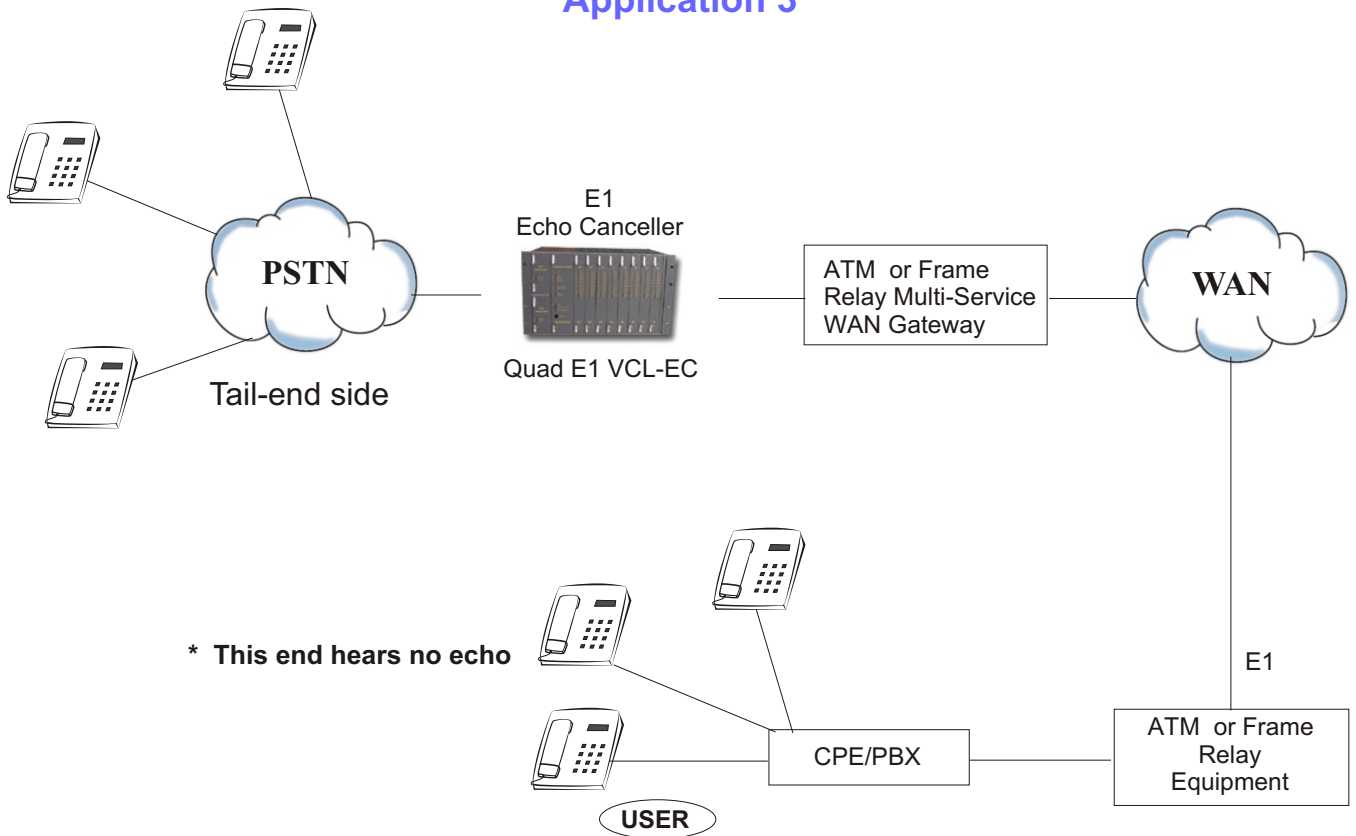 Application 3
E1
Echo Canceller
PSTN
ATM or Frame
Relay Multi-Service
WAN Gateway
WAN
Quad E1 VCL-EC
Tail-end side
* This end hears no echo
E1
CPE/PBX
ATM or Frame
Relay
Equipment
USER